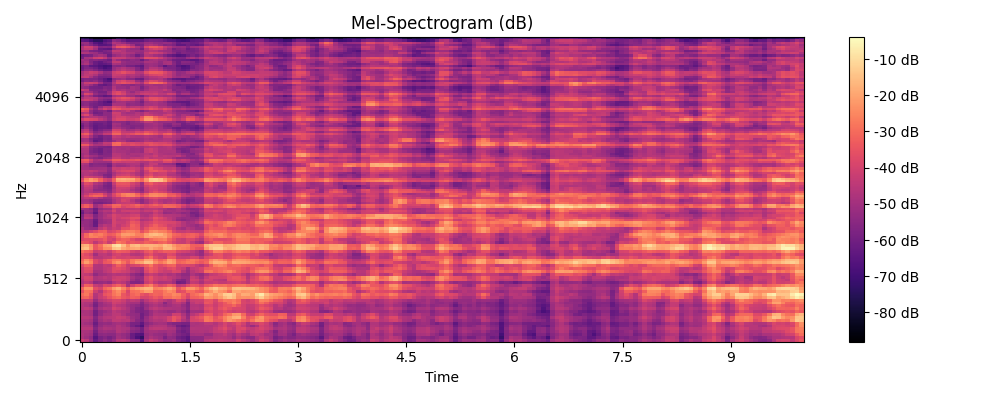 Mel-Spectrogram (dB)
Hz
4096
2048
1024
512
0
0 1.5 3 4.5 6 7.5 9
Time
-10 dB
-20 dB
-30 dB
-40 dB
-50 dB
-60 dB
-70 dB
-80 dB